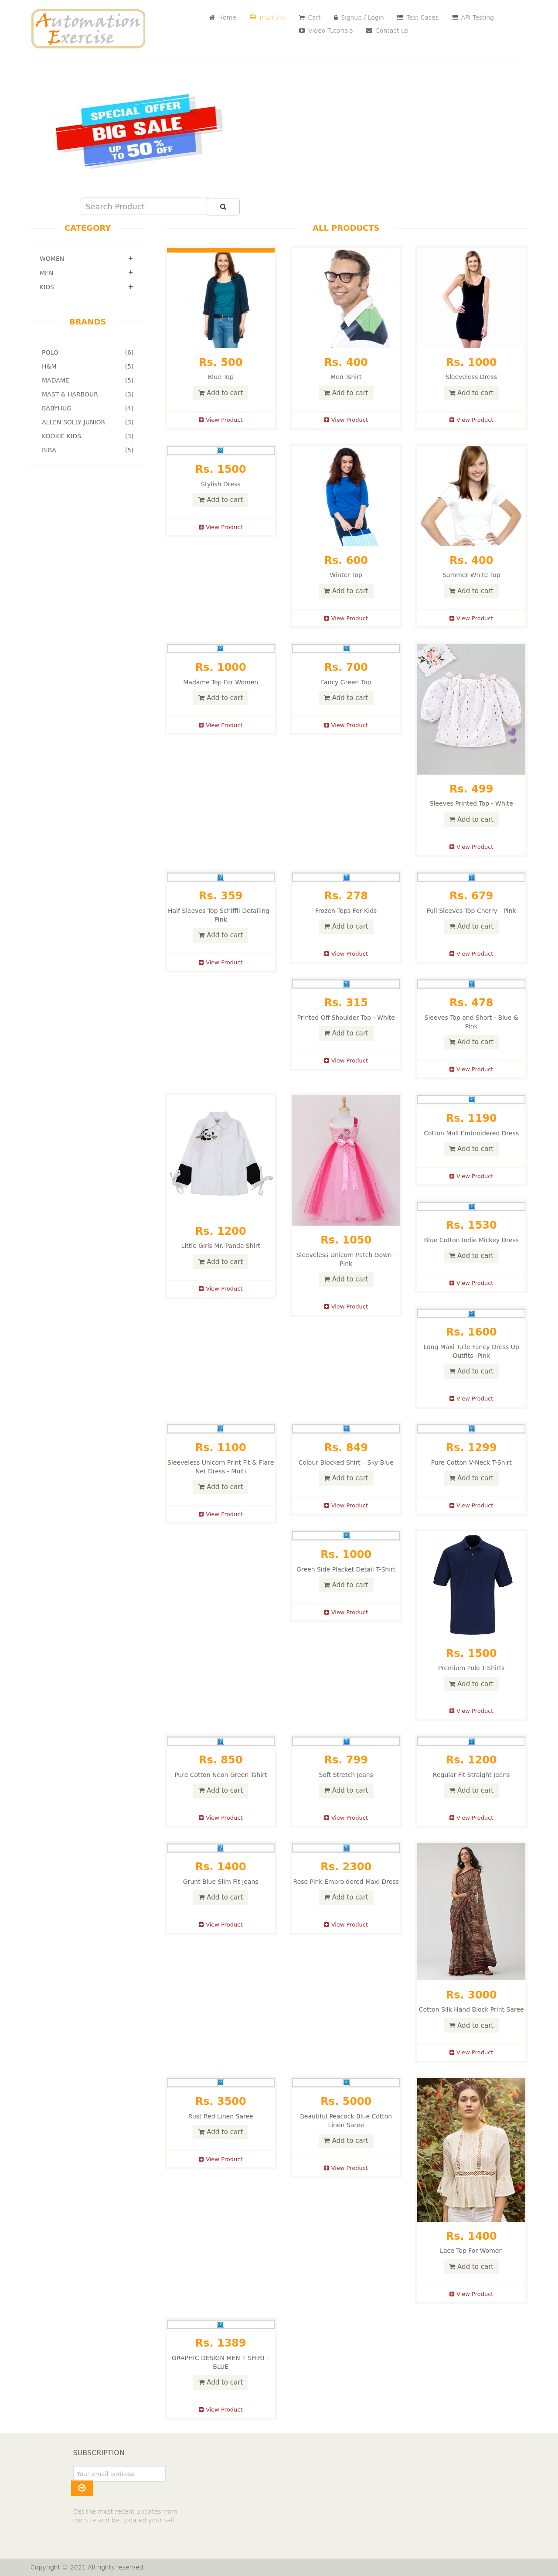 Automation
Exercise
Home
Products
Cart
Signup / Login
Test Cases
API Testing
Video Tutorials
Contact us
SPECIAL OFFER
BIG SALE
UP TO 50% OFF
Search Product
CATEGORY
WOMEN
MEN
KIDS
BRANDS
POLO (6)
H&M (5)
MADAME (5)
MAST & HARBOUR (3)
BABYHUG (4)
ALLEN SOLLY JUNIOR (3)
KOOKIE KIDS (3)
BIBA (5)
ALL PRODUCTS
Rs. 500
Blue Top
Add to cart
View Product
Rs. 400
Men Tshirt
Add to cart
View Product
Rs. 1000
Sleeveless Dress
Add to cart
View Product
Rs. 1500
Stylish Dress
Add to cart
View Product
Rs. 600
Winter Top
Add to cart
View Product
Rs. 400
Summer White Top
Add to cart
View Product
Rs. 1000
Madame Top For Women
Add to cart
View Product
Rs. 700
Fancy Green Top
Add to cart
View Product
Rs. 499
Sleeves Printed Top - White
Add to cart
View Product
Rs. 359
Half Sleeves Top Schiffli Detailing -
Pink
Add to cart
View Product
Rs. 278
Frozen Tops For Kids
Add to cart
View Product
Rs. 679
Full Sleeves Top Cherry - Pink
Add to cart
View Product
Rs. 315
Printed Off Shoulder Top - White
Add to cart
View Product
Rs. 478
Sleeves Top and Short - Blue &
Pink
Add to cart
View Product
Rs. 1200
Little Girls Mr. Panda Shirt
Add to cart
View Product
Rs. 1050
Sleeveless Unicorn Patch Gown -
Pink
Add to cart
View Product
Rs. 1190
Cotton Mull Embroidered Dress
Add to cart
View Product
Rs. 1530
Blue Cotton Indie Mickey Dress
Add to cart
View Product
Rs. 1600
Long Maxi Tulle Fancy Dress Up
Outfits -Pink
Add to cart
View Product
Rs. 1100
Sleeveless Unicorn Print Fit & Flare
Net Dress - Multi
Add to cart
View Product
Rs. 849
Colour Blocked Shirt – Sky Blue
Add to cart
View Product
Rs. 1299
Pure Cotton V-Neck T-Shirt
Add to cart
View Product
Rs. 1000
Green Side Placket Detail T-Shirt
Add to cart
View Product
Rs. 1500
Premium Polo T-Shirts
Add to cart
View Product
Rs. 850
Pure Cotton Neon Green Tshirt
Add to cart
View Product
Rs. 799
Soft Stretch Jeans
Add to cart
View Product
Rs. 1200
Regular Fit Straight Jeans
Add to cart
View Product
Rs. 1400
Grunt Blue Slim Fit Jeans
Add to cart
View Product
Rs. 2300
Rose Pink Embroidered Maxi Dress
Add to cart
View Product
Rs. 3000
Cotton Silk Hand Block Print Saree
Add to cart
View Product
Rs. 3500
Rust Red Linen Saree
Add to cart
View Product
Rs. 5000
Beautiful Peacock Blue Cotton
Linen Saree
Add to cart
View Product
Rs. 1400
Lace Top For Women
Add to cart
View Product
Rs. 1389
GRAPHIC DESIGN MEN T SHIRT -
BLUE
Add to cart
View Product
SUBSCRIPTION
Your email address
Get the most recent updates from
our site and be updated your self.
Copyright © 2021 All rights reserved